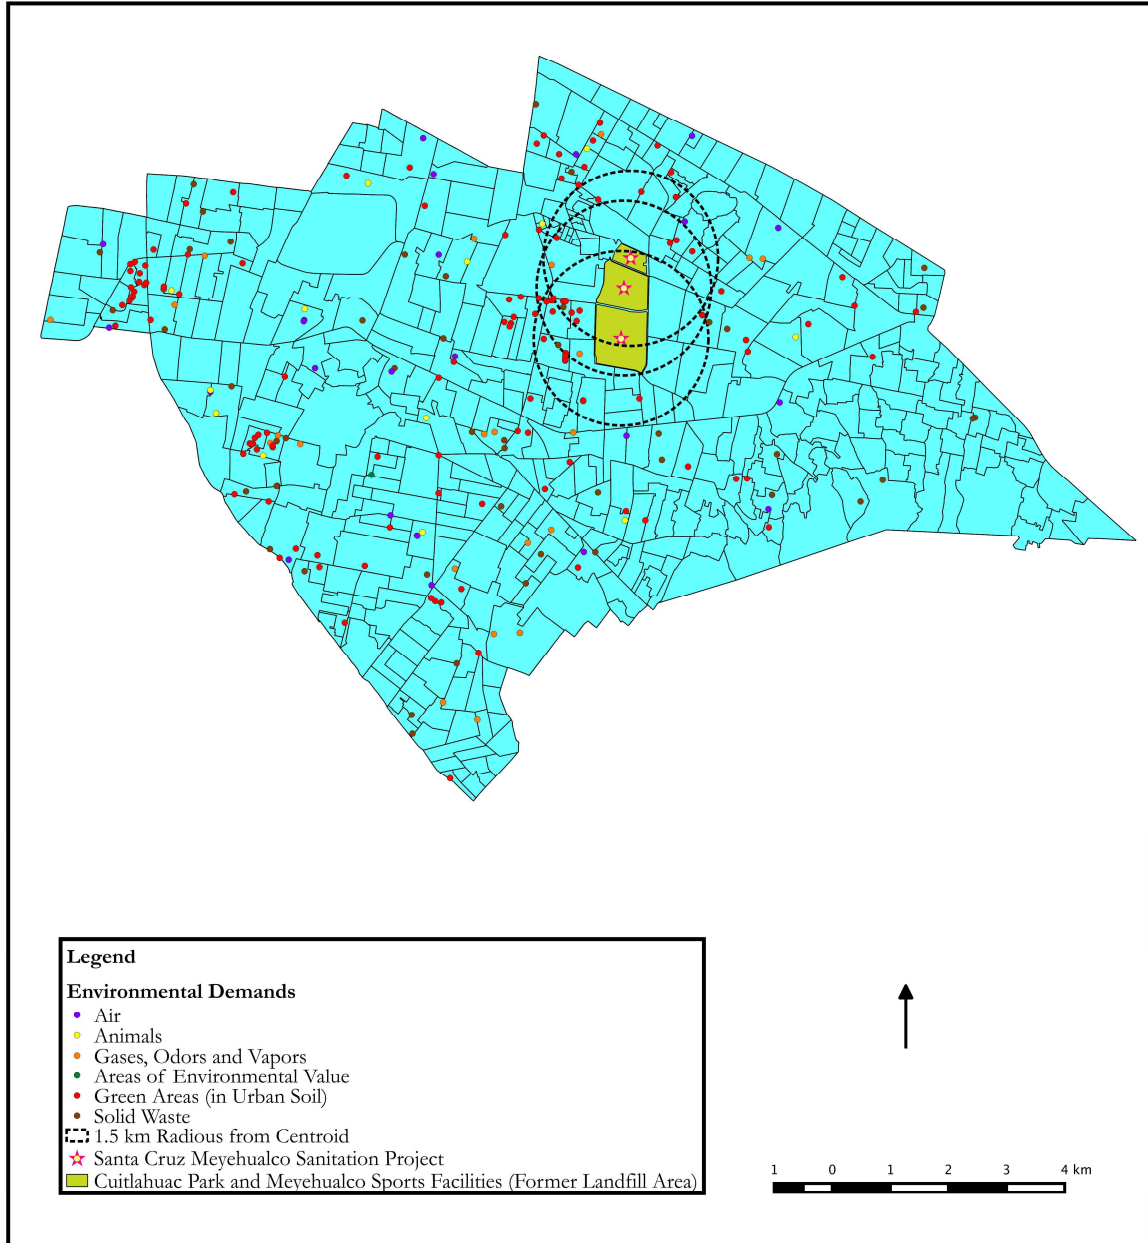 Legend
Environmental Demands
Air
Animals
Gases, Odors and Vapors
Areas of Environmental Value
Green Areas (in Urban Soil)
Solid Waste
1.5 km Radious from Centroid
Santa Cruz Meyehualco Sanitation Project
Cuitlahuac Park and Meyehualco Sports Facilities (Former Landfill Area)
1 0 1 2 3 4 km